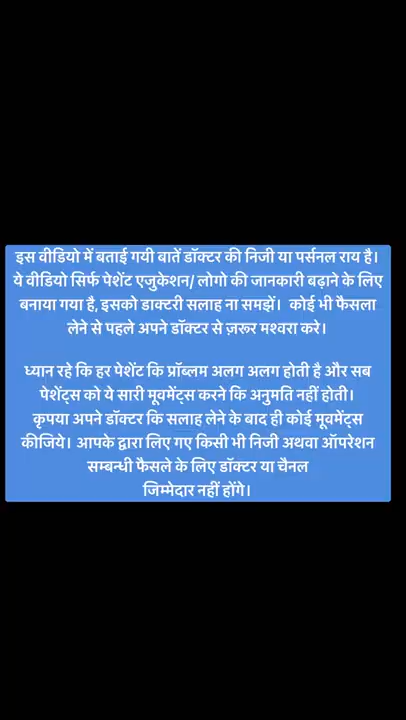 इस वीडियो में बताई गयी बातें डॉक्टर की निजी या पर्सनल राय है।
ये वीडियो सिर्फ पेशेंट एजुकेशन/ लोगो की जानकारी बढ़ाने के लिए
बनाया गया है, इसको डाक्टरी सलाह ना समझें। कोई भी फैसला
लेने से पहले अपने डॉक्टर से ज़रूर मश्वरा करे।
ध्यान रहे कि हर पेशेंट कि प्रॉब्लम अलग अलग होती है और सब
पेशेंट्स को ये सारी मूवमेंट्स करने कि अनुमति नहीं होती।
कृपया अपने डॉक्टर कि सलाह लेने के बाद ही कोई मूवमेंट्स
कीजिये। आपके द्वारा लिए गए किसी भी निजी अथवा ऑपरेशन
सम्बन्धी फैसले के लिए डॉक्टर या चैनल
जिम्मेदार नहीं होंगे।